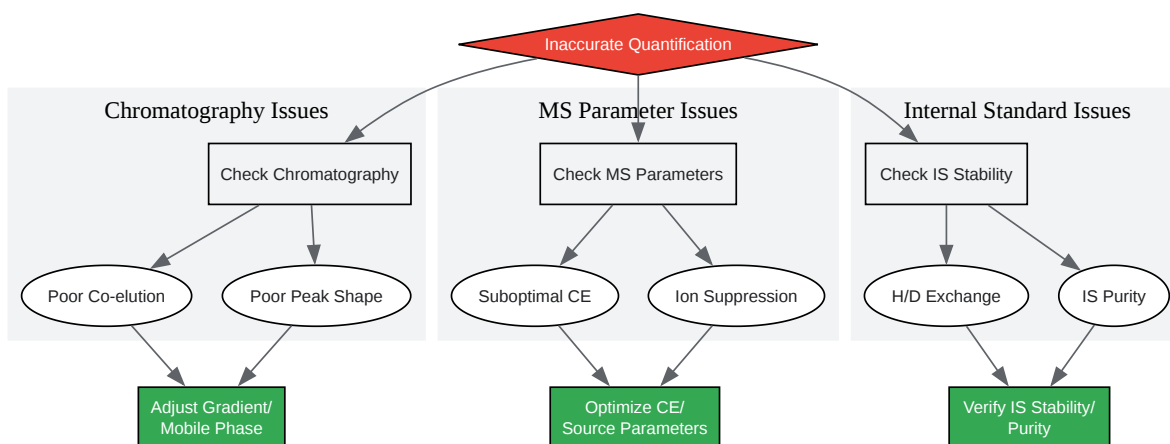 Inaccurate Quantification
Chromatography Issues
MS Parameter Issues
Internal Standard Issues
Check Chromatography
Check MS Parameters
Check IS Stability
Poor Co-elution
Poor Peak Shape
Suboptimal CE
Ion Suppression
H/D Exchange
IS Purity
Adjust Gradient/
Mobile Phase
Optimize CE/
Source Parameters
Verify IS Stability/
Purity